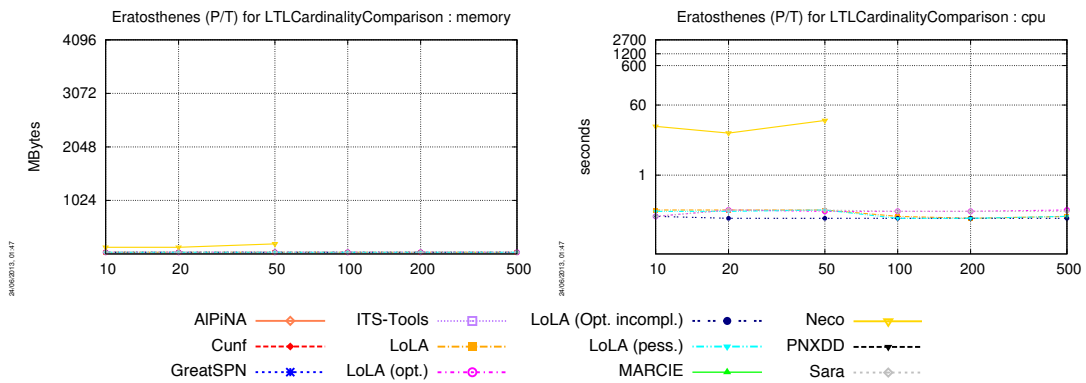 Eratosthenes (P/T) for LTLCardinalityComparison : memory
4096
3072
2048
1024
MBytes
10 20 50 100 200 500
24/06/2013, 01:47
Eratosthenes (P/T) for LTLCardinalityComparison : cpu
2700
1200
600
60
1
seconds
10 20 50 100 200 500
24/06/2013, 01:47
AlPiNA ITS-Tools LoLA (Opt. incompl.) Neco
Cunf LoLA LoLA (pess.) PNXDD
GreatSPN LoLA (opt.) MARCIE Sara